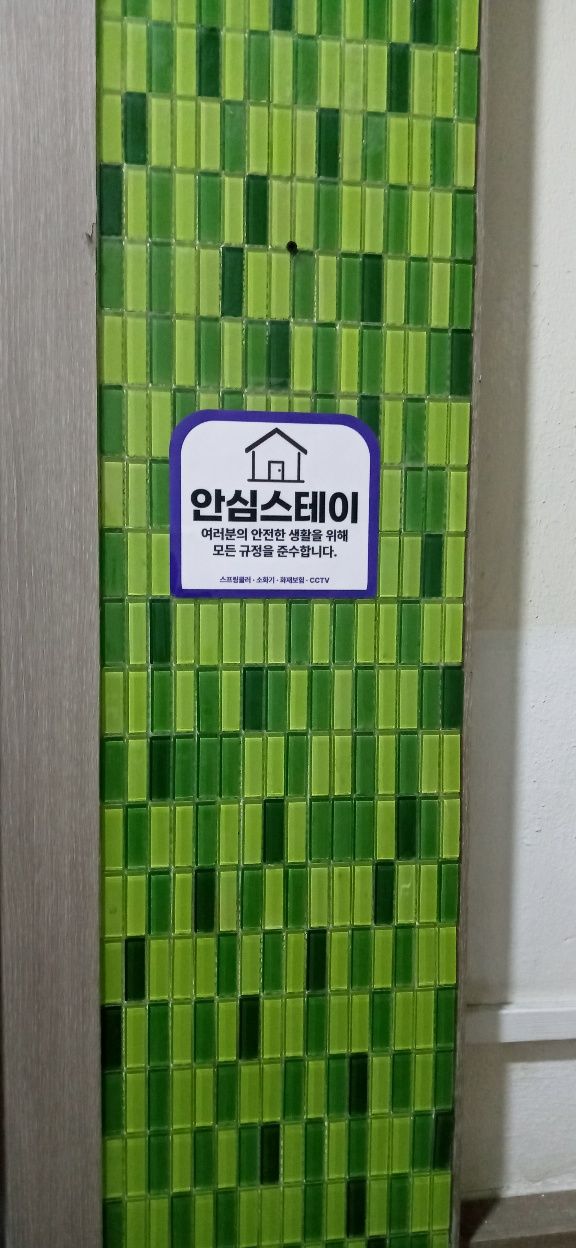 안심스테이
여러분의 안전한 생활을 위해
모든 규정을 준수합니다.
스프링쿨러 · 소화기 · 화재보험 · CCTV